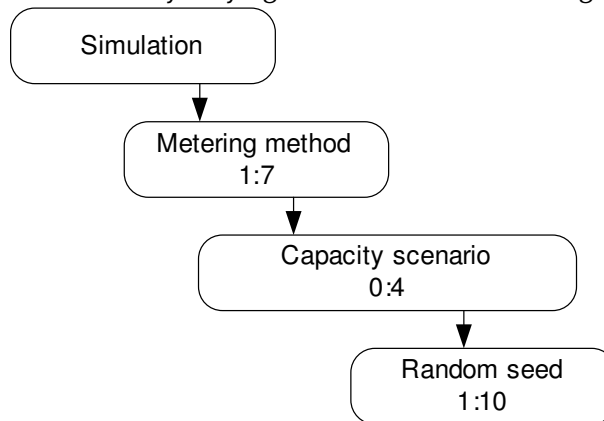 Simulation
Metering method
1:7
Capacity scenario
0:4
Random seed
1:10